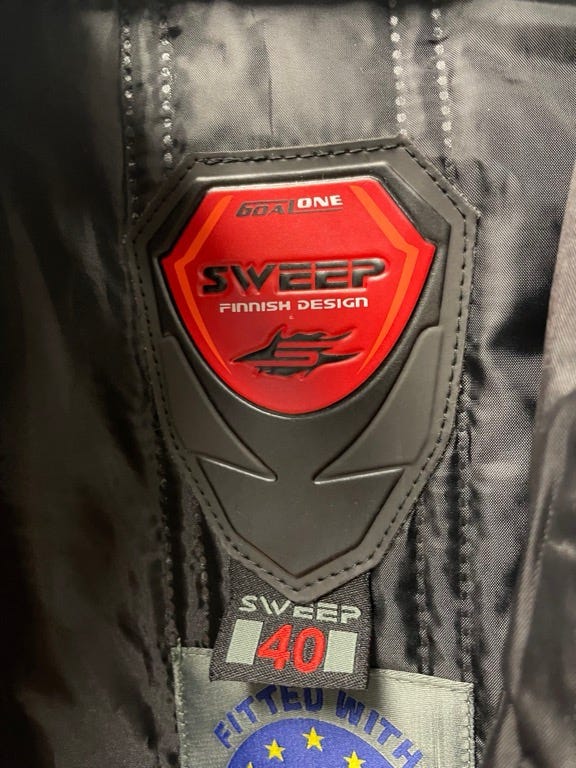 GOALONE
SWEEP
FINNISH DESIGN
S
SWEEP
40
FITTED WITH